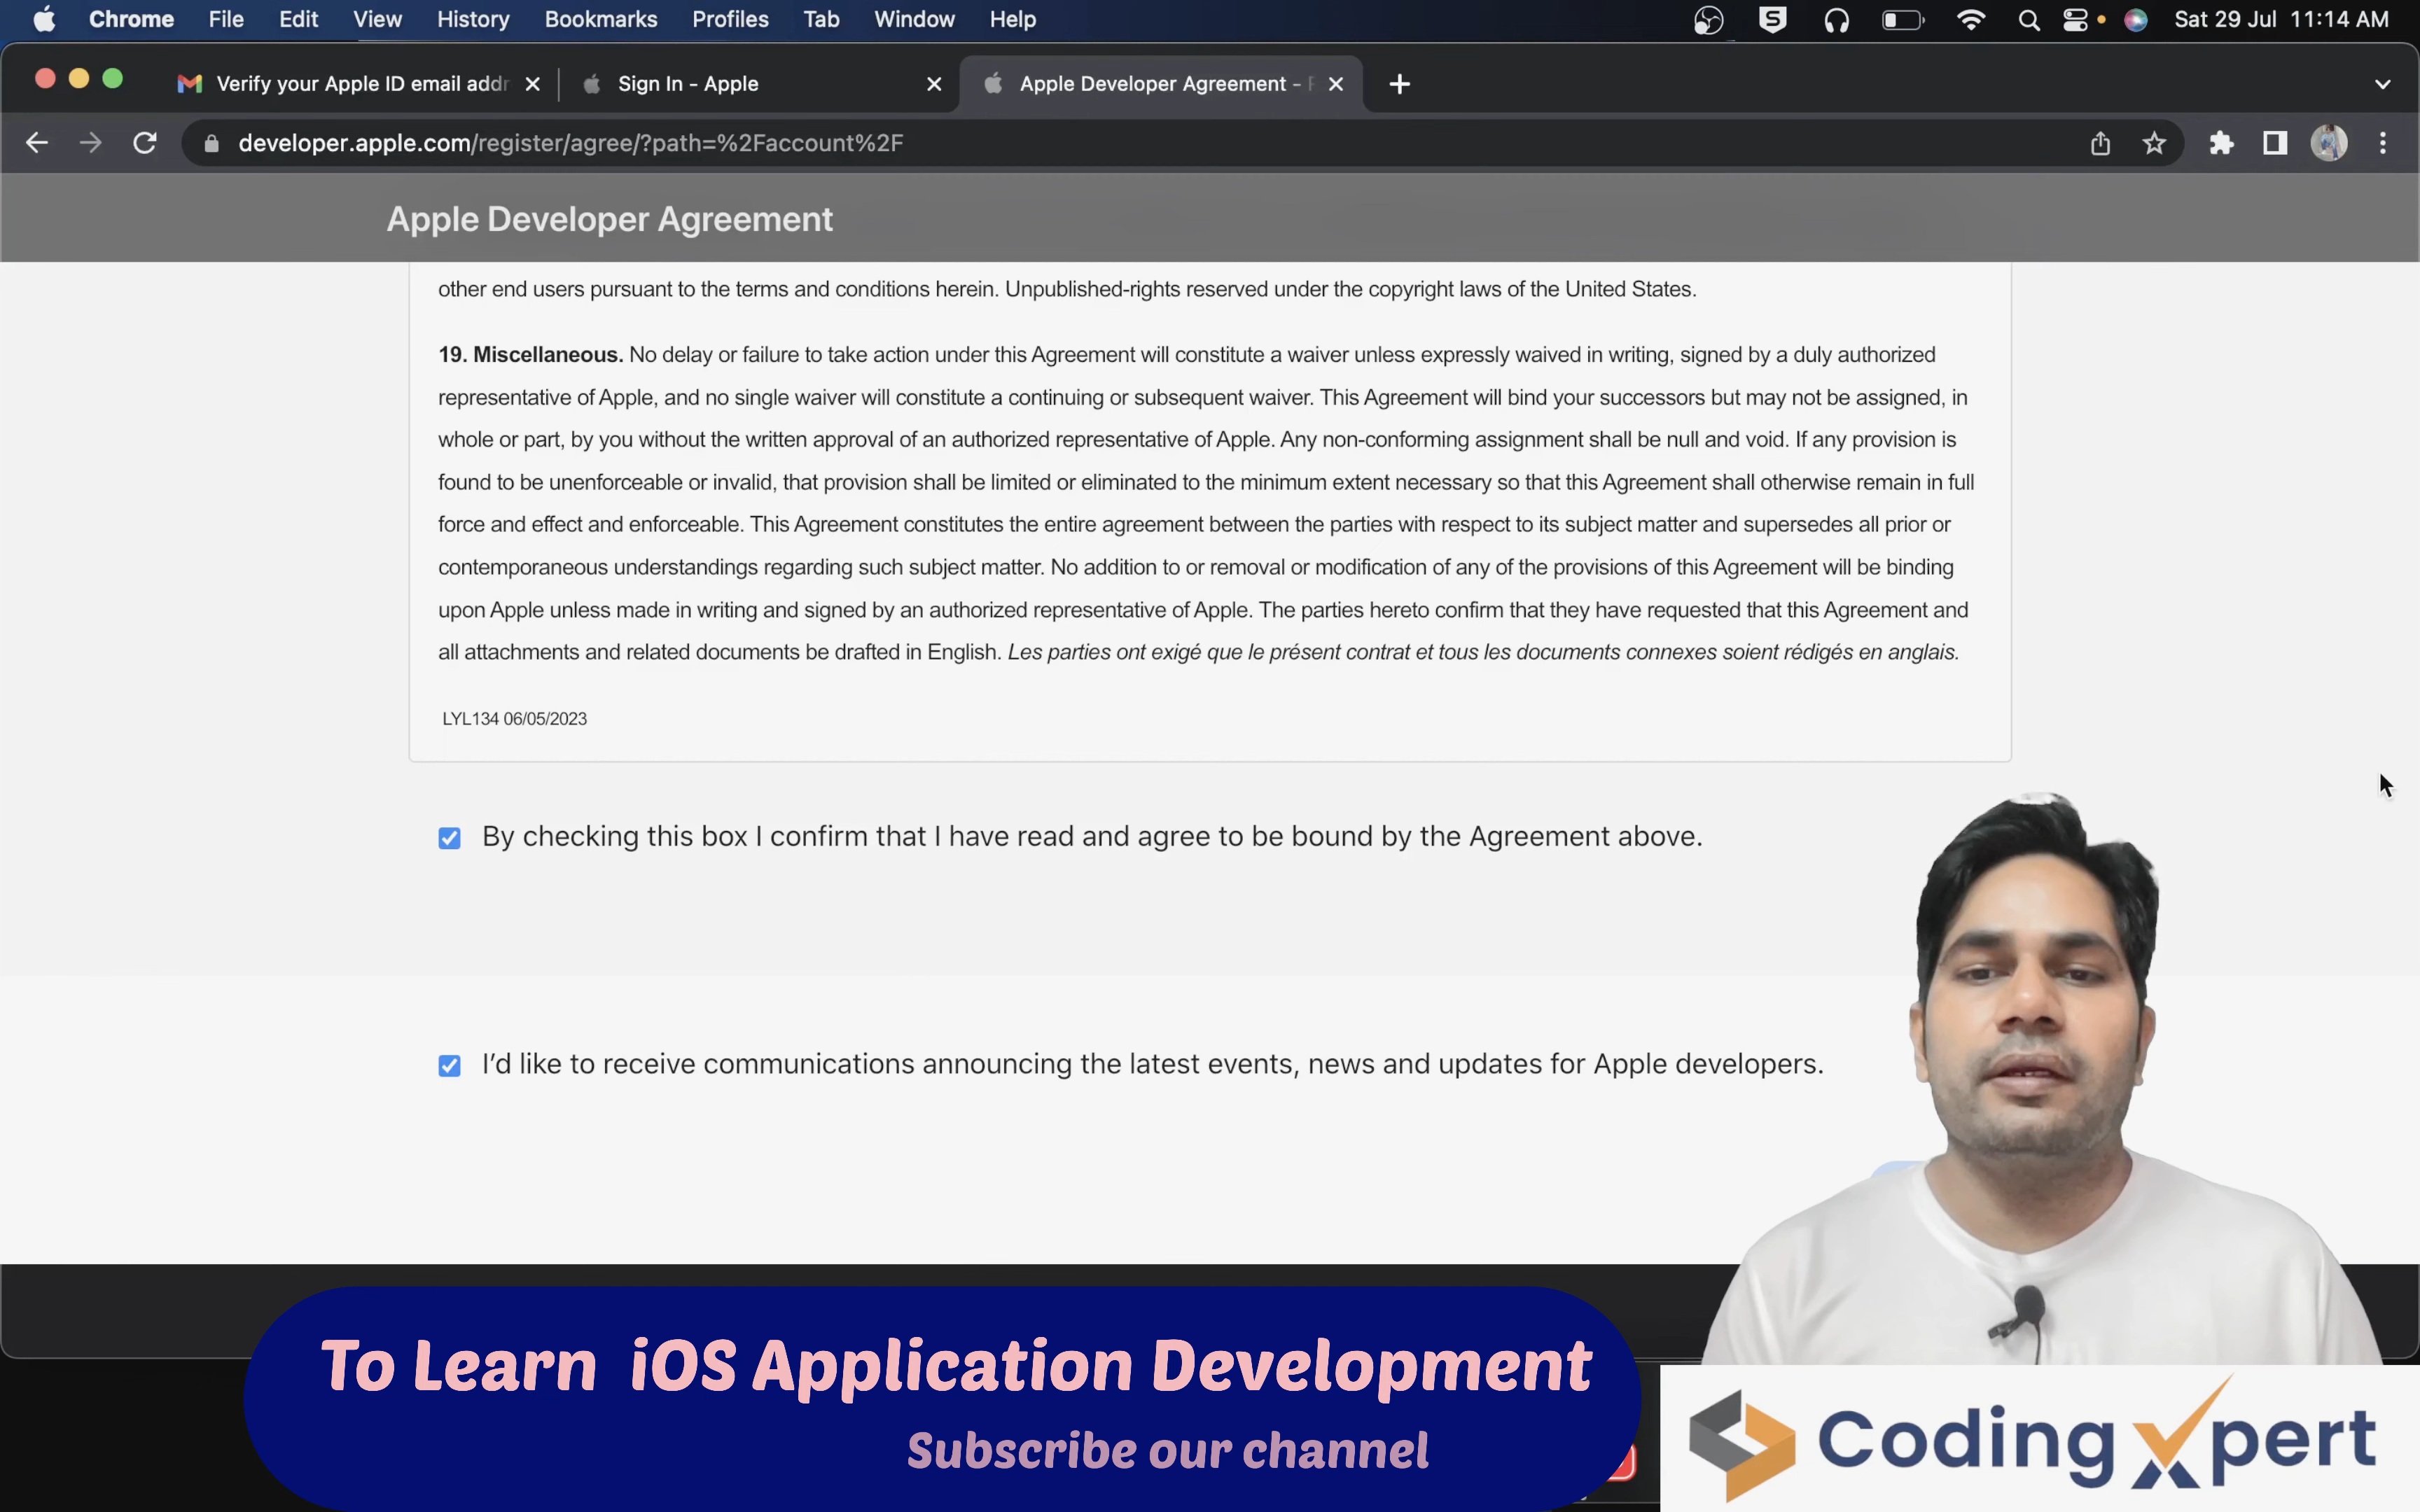 Chrome File Edit View History Bookmarks Profiles Tab Window Help Sat 29 Jul 11:14 AM
Verify your Apple ID email addr Sign In - Apple Apple Developer Agreement -
developer.apple.com/register/agree/?path=%2Faccount%2F
Apple Developer Agreement
other end users pursuant to the terms and conditions herein. Unpublished-rights reserved under the copyright laws of the United States.
19. Miscellaneous. No delay or failure to take action under this Agreement will constitute a waiver unless expressly waived in writing, signed by a duly authorized
representative of Apple, and no single waiver will constitute a continuing or subsequent waiver. This Agreement will bind your successors but may not be assigned, in
whole or part, by you without the written approval of an authorized representative of Apple. Any non-conforming assignment shall be null and void. If any provision is
found to be unenforceable or invalid, that provision shall be limited or eliminated to the minimum extent necessary so that this Agreement shall otherwise remain in full
force and effect and enforceable. This Agreement constitutes the entire agreement between the parties with respect to its subject matter and supersedes all prior or
contemporaneous understandings regarding such subject matter. No addition to or removal or modification of any of the provisions of this Agreement will be binding
upon Apple unless made in writing and signed by an authorized representative of Apple. The parties hereto confirm that they have requested that this Agreement and
all attachments and related documents be drafted in English. Les parties ont exigé que le présent contrat et tous les documents connexes soient rédigés en anglais.
LYL134 06/05/2023
By checking this box I confirm that I have read and agree to be bound by the Agreement above.
I’d like to receive communications announcing the latest events, news and updates for Apple developers.
To Learn iOS Application Development
Subscribe our channel
CodingXpert